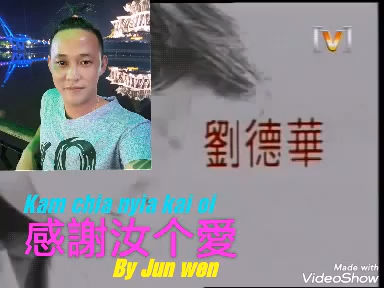 [V]
劉德華
Kam chia nyia kai oi
感謝汝个愛
By Jun wen
Made with
VideoShow